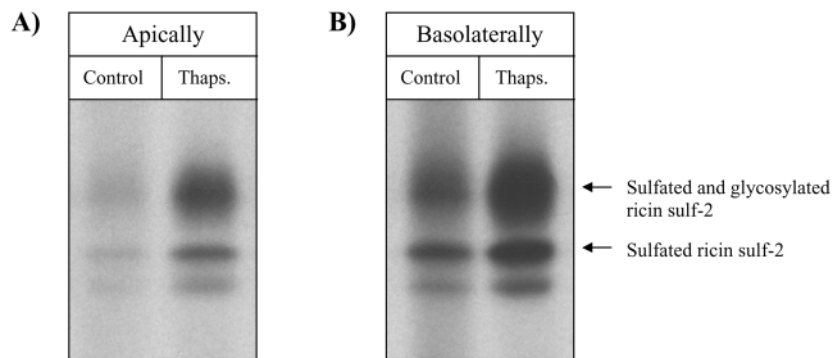 A)
Apically
Control Thaps.
B)
Basolaterally
Control Thaps.
Sulfated and glycosylated
ricin sulf-2
Sulfated ricin sulf-2